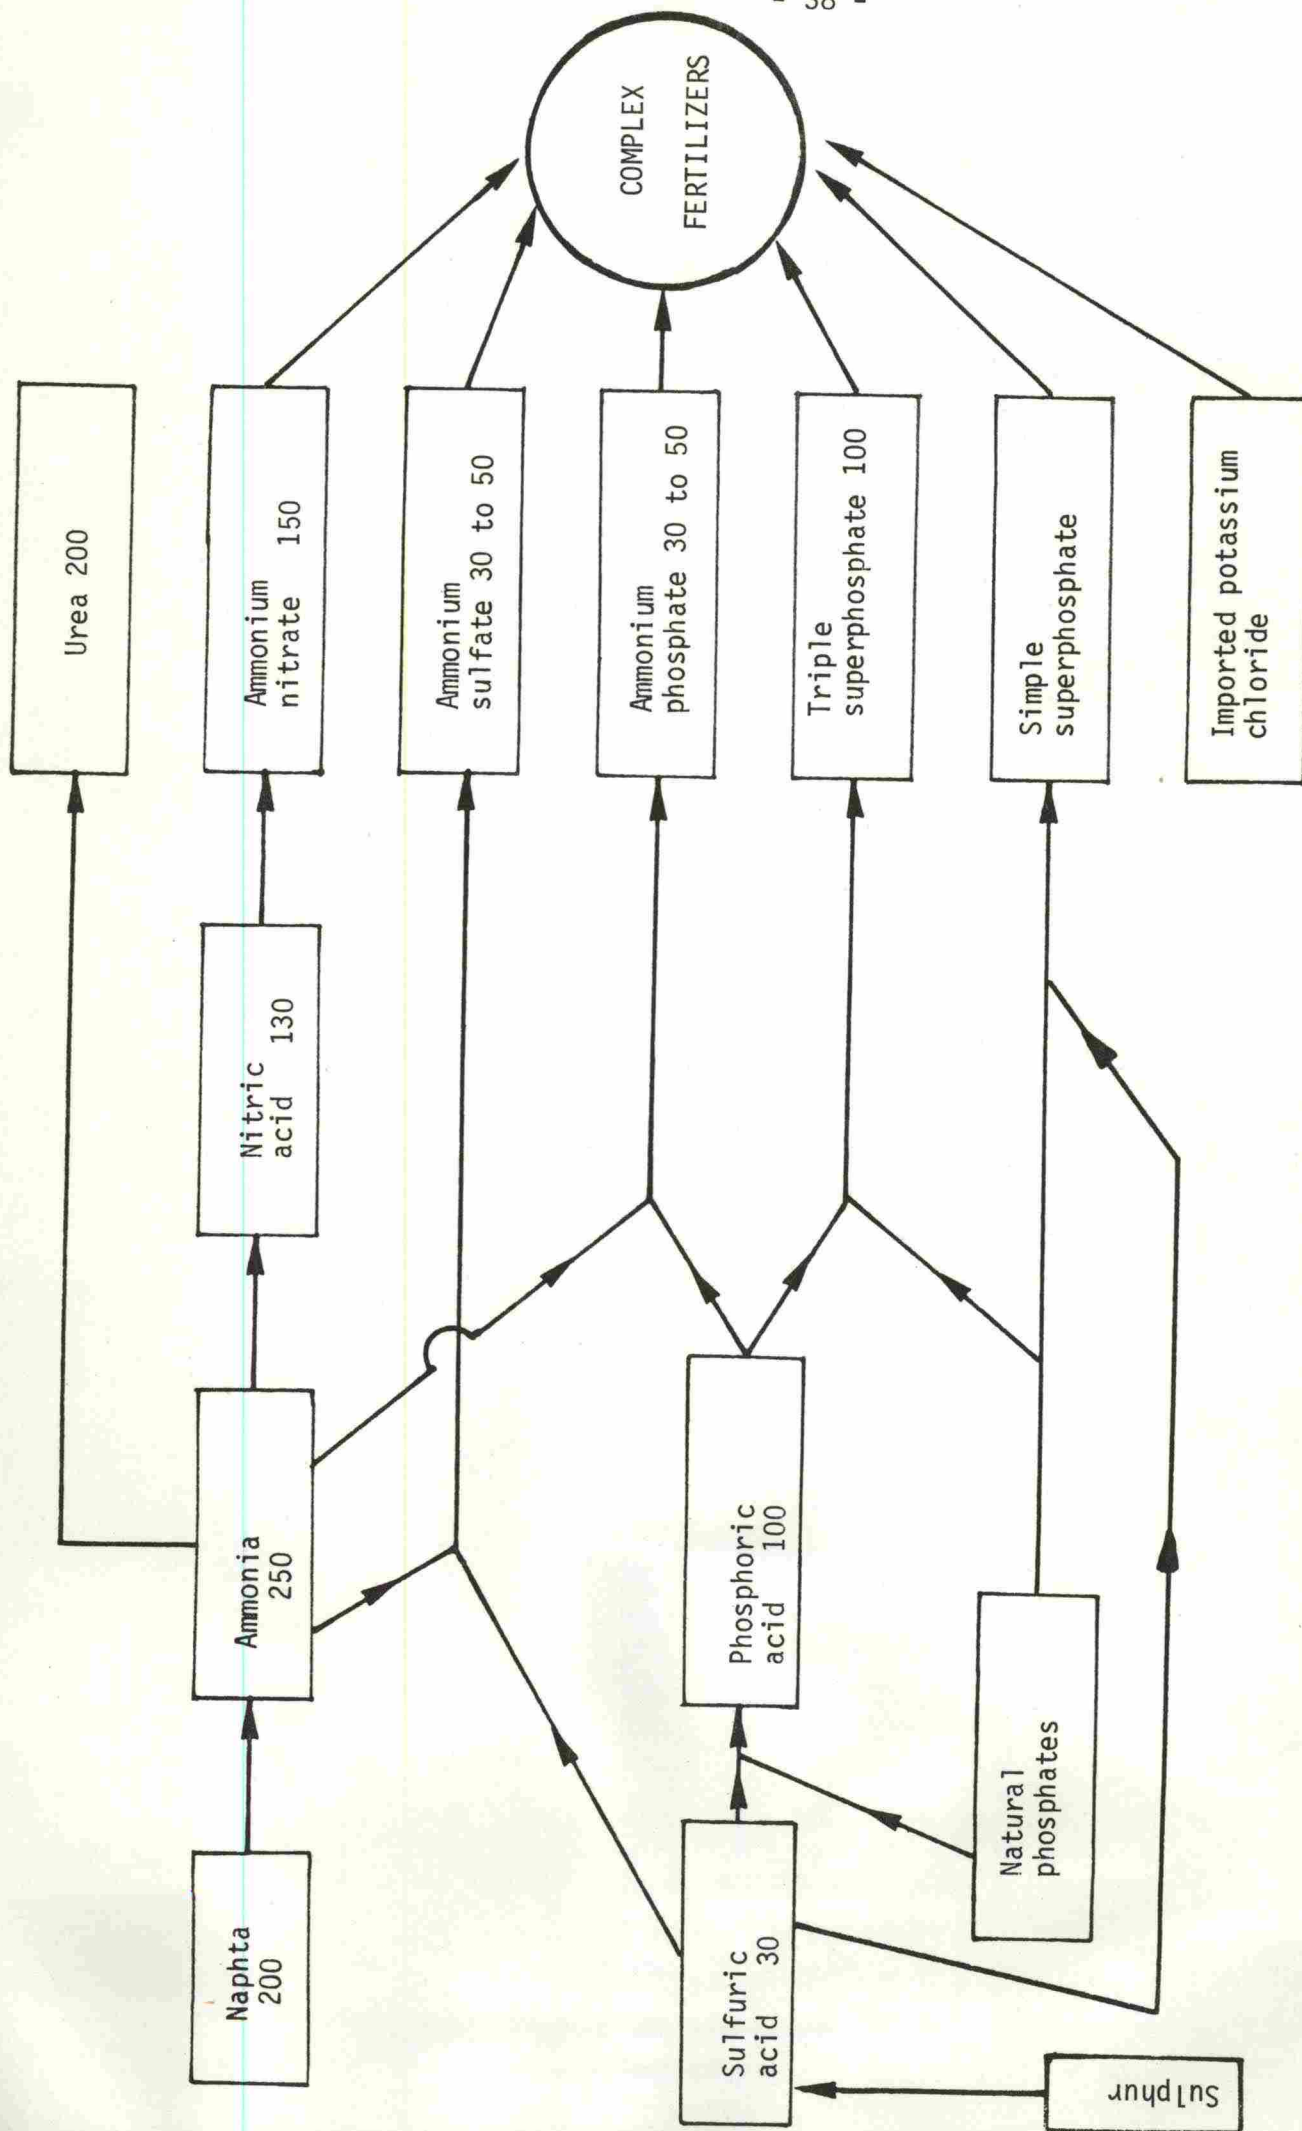 - 38 -
COMPLEX
FERTILIZERS
Urea 200
Ammonium
nitrate 150
Ammonium
sulfate 30 to 50
Ammonium
phosphate 30 to 50
Triple
superphosphate 100
Simple
superphosphate
Imported potassium
chloride
Nitric
acid 130
Ammonia
250
Phosphoric
acid 100
Naphta
200
Sulfuric
acid 30
Natural
phosphates
Sulphur